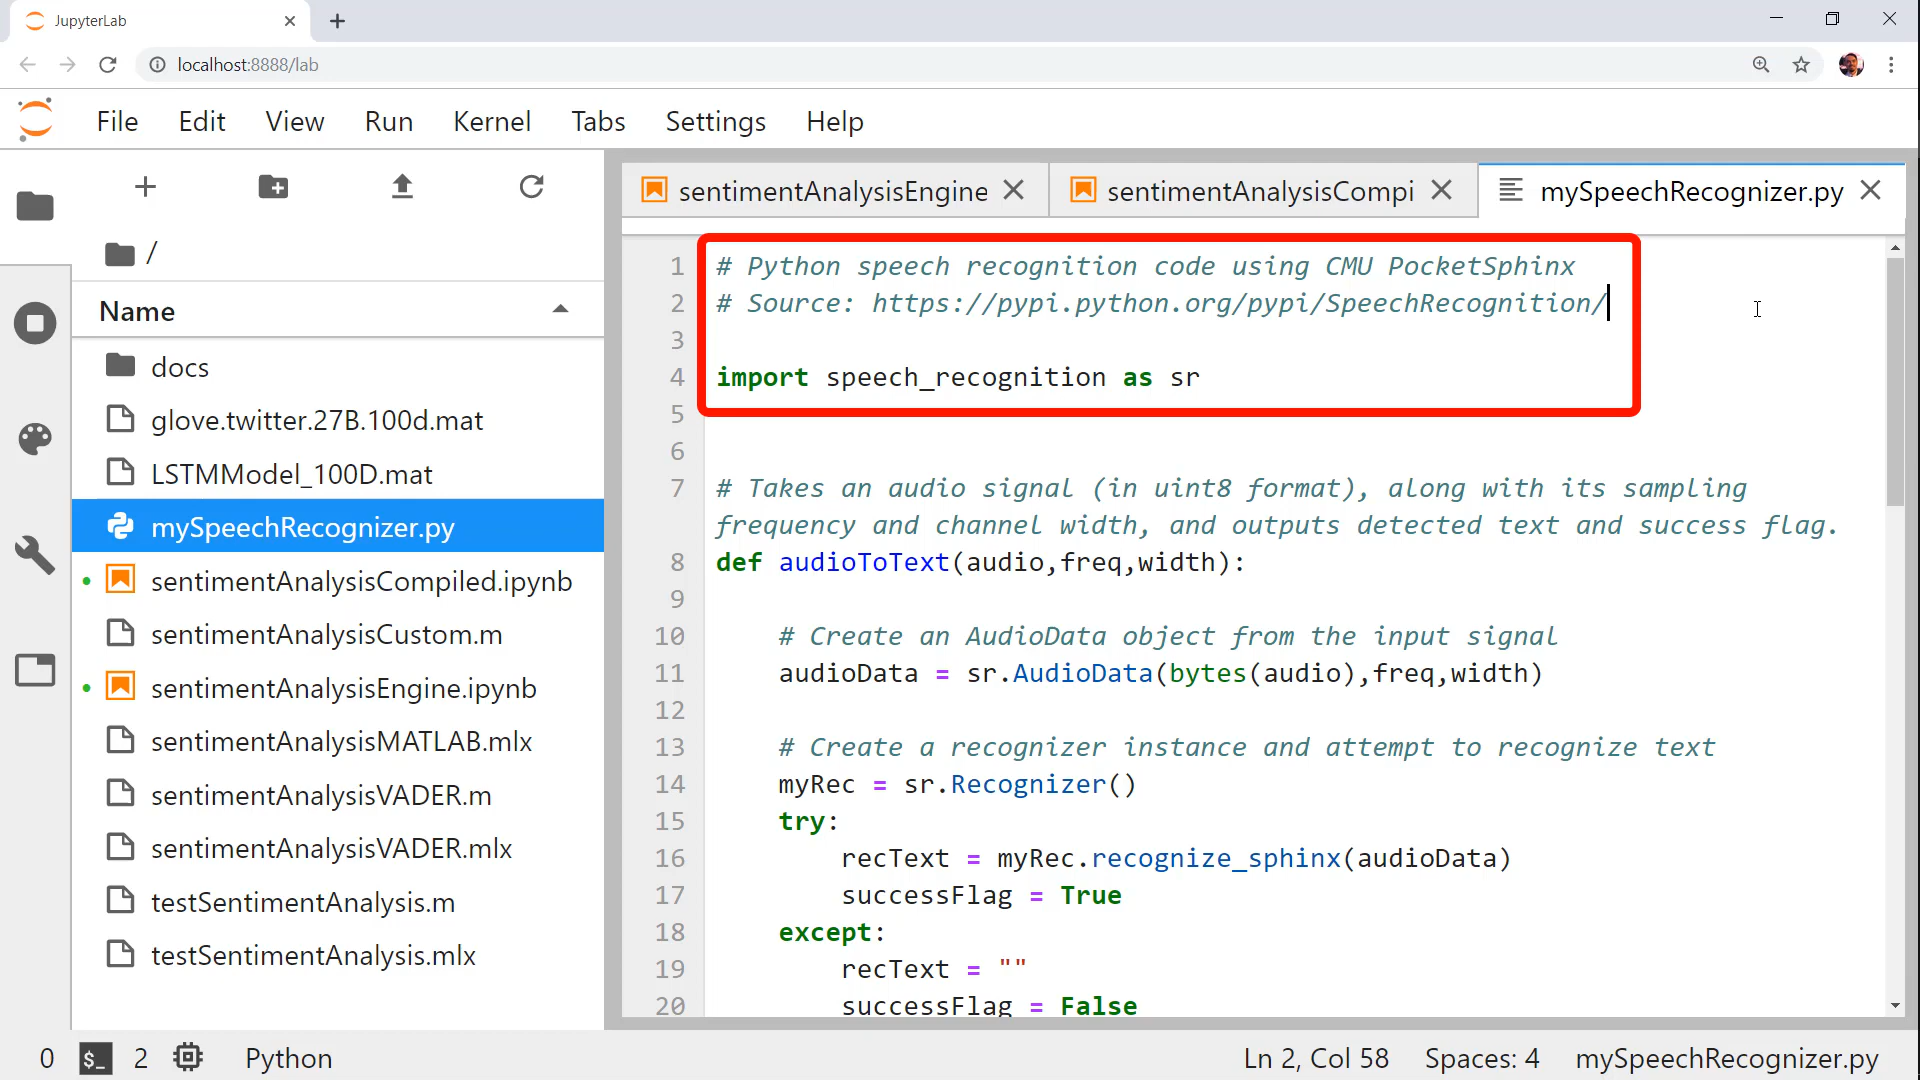 JupyterLab
localhost:8888/lab
File Edit View Run Kernel Tabs Settings Help
/
Name
docs
glove.twitter.27B.100d.mat
LSTMModel_100D.mat
mySpeechRecognizer.py
sentimentAnalysisCompiled.ipynb
sentimentAnalysisCustom.m
sentimentAnalysisEngine.ipynb
sentimentAnalysisMATLAB.mlx
sentimentAnalysisVADER.m
sentimentAnalysisVADER.mlx
testSentimentAnalysis.m
testSentimentAnalysis.mlx
sentimentAnalysisEngine sentimentAnalysisCompi mySpeechRecognizer.py
1 # Python speech recognition code using CMU PocketSphinx
2 # Source: https://pypi.python.org/pypi/SpeechRecognition/
3
4 import speech_recognition as sr
5
6
7 # Takes an audio signal (in uint8 format), along with its sampling
frequency and channel width, and outputs detected text and success flag.
8 def audioToText(audio,freq,width):
9
10 # Create an AudioData object from the input signal
11 audioData = sr.AudioData(bytes(audio),freq,width)
12
13 # Create a recognizer instance and attempt to recognize text
14 myRec = sr.Recognizer()
15 try:
16 recText = myRec.recognize_sphinx(audioData)
17 successFlag = True
18 except:
19 recText = ""
20 successFlag = False
0 $_ 2 Python Ln 2, Col 58 Spaces: 4 mySpeechRecognizer.py